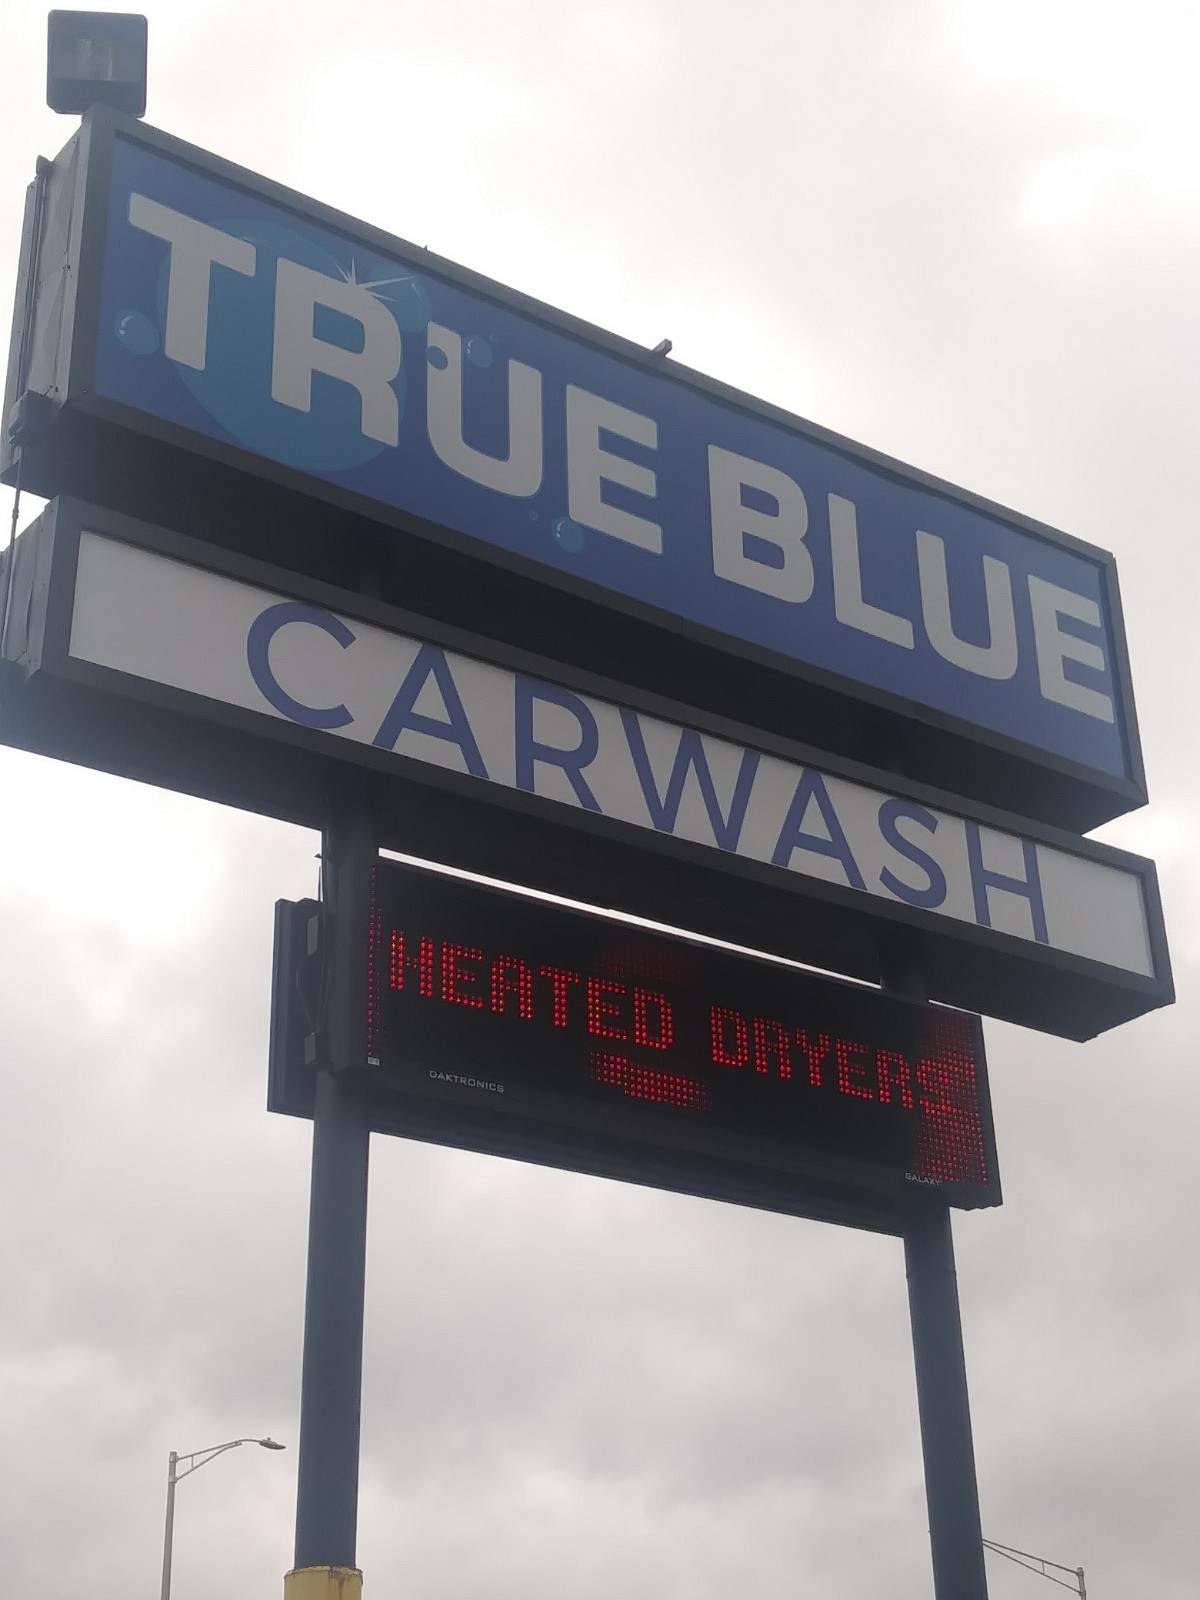 TRUE BLUE
CARWASH
HEATED DRYERS
DAKTRONICS
GALAXY